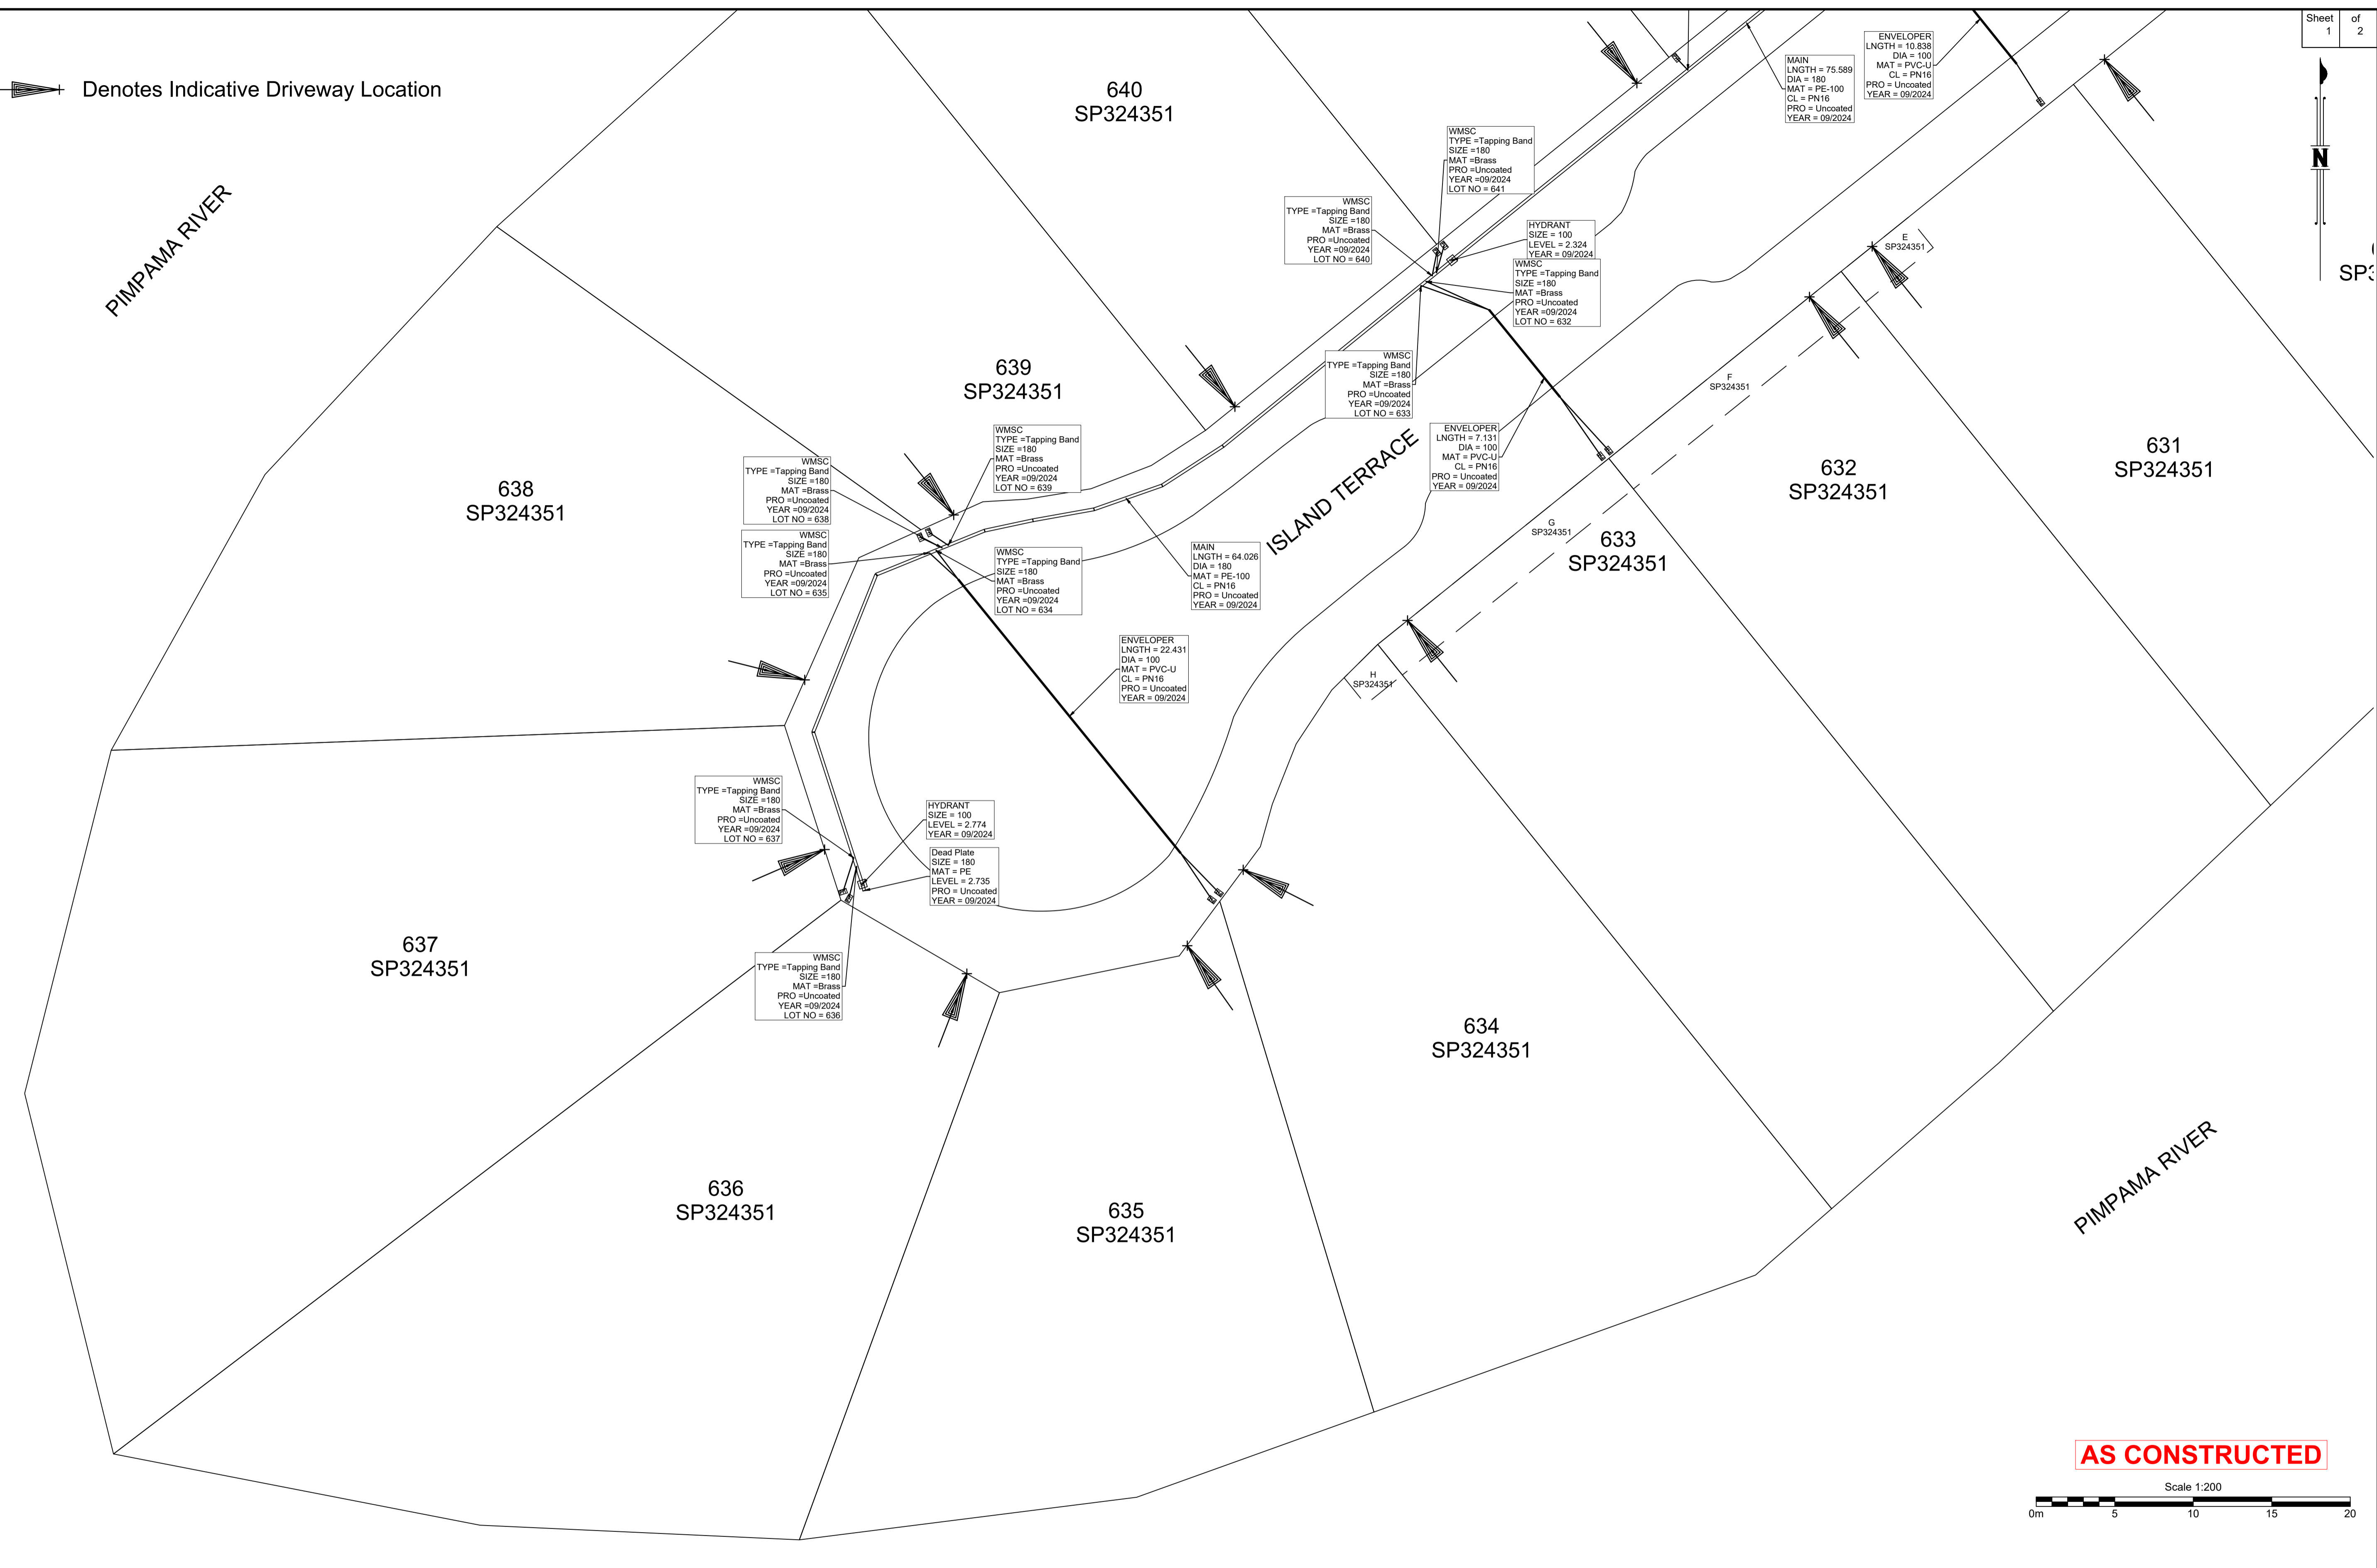 Sheet of
1 2
Denotes Indicative Driveway Location
N
PIMPAMA RIVER
640
SP324351
MAIN
LNGTH = 75.589
DIA = 180
MAT = PE-100
CL = PN16
PRO = Uncoated
YEAR = 09/2024
ENVELOPER
LNGTH = 10.838
DIA = 100
MAT = PVC-U
CL = PN16
PRO = Uncoated
YEAR = 09/2024
WMSC
TYPE =Tapping Band
SIZE =180
MAT =Brass
PRO =Uncoated
YEAR =09/2024
LOT NO = 641
WMSC
TYPE =Tapping Band
SIZE =180
MAT =Brass
PRO =Uncoated
YEAR =09/2024
LOT NO = 640
HYDRANT
SIZE = 100
LEVEL = 2.324
YEAR = 09/2024
WMSC
TYPE =Tapping Band
SIZE =180
MAT =Brass
PRO =Uncoated
YEAR =09/2024
LOT NO = 632
E
SP324351
639
SP324351
WMSC
TYPE =Tapping Band
SIZE =180
MAT =Brass
PRO =Uncoated
YEAR =09/2024
LOT NO = 633
F
SP324351
ENVELOPER
LNGTH = 7.131
DIA = 100
MAT = PVC-U
CL = PN16
PRO = Uncoated
YEAR = 09/2024
631
SP324351
632
SP324351
638
SP324351
WMSC
TYPE =Tapping Band
SIZE =180
MAT =Brass
PRO =Uncoated
YEAR =09/2024
LOT NO = 638
WMSC
TYPE =Tapping Band
SIZE =180
MAT =Brass
PRO =Uncoated
YEAR =09/2024
LOT NO = 639
ISLAND TERRACE
G
SP324351
633
SP324351
WMSC
TYPE =Tapping Band
SIZE =180
MAT =Brass
PRO =Uncoated
YEAR =09/2024
LOT NO = 635
WMSC
TYPE =Tapping Band
SIZE =180
MAT =Brass
PRO =Uncoated
YEAR =09/2024
LOT NO = 634
MAIN
LNGTH = 64.026
DIA = 180
MAT = PE-100
CL = PN16
PRO = Uncoated
YEAR = 09/2024
ENVELOPER
LNGTH = 22.431
DIA = 100
MAT = PVC-U
CL = PN16
PRO = Uncoated
YEAR = 09/2024
H
SP324351
WMSC
TYPE =Tapping Band
SIZE =180
MAT =Brass
PRO =Uncoated
YEAR =09/2024
LOT NO = 637
HYDRANT
SIZE = 100
LEVEL = 2.774
YEAR = 09/2024
Dead Plate
SIZE = 180
MAT = PE
LEVEL = 2.735
PRO = Uncoated
YEAR = 09/2024
637
SP324351
WMSC
TYPE =Tapping Band
SIZE =180
MAT =Brass
PRO =Uncoated
YEAR =09/2024
LOT NO = 636
634
SP324351
636
SP324351
635
SP324351
PIMPAMA RIVER
AS CONSTRUCTED
Scale 1:200
0m 5 10 15 20